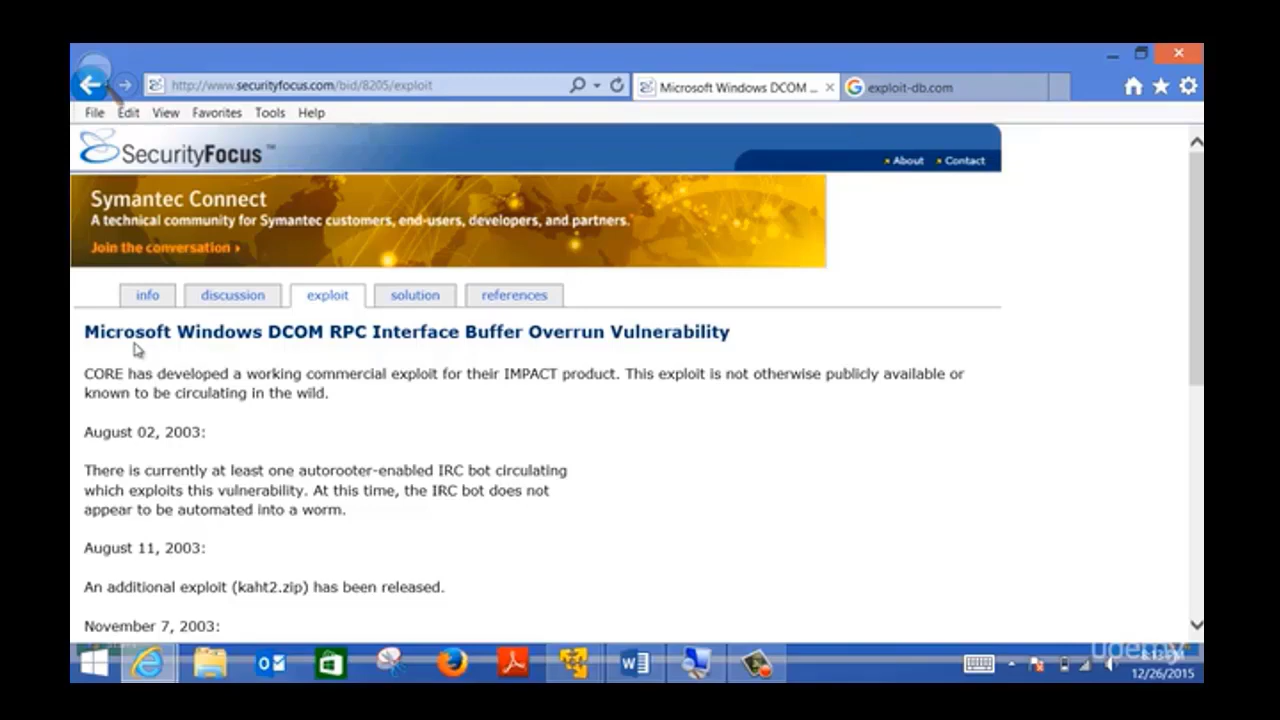 http://www.securityfocus.com/bid/8205/exploit
Microsoft Windows DCOM ...
exploit-db.com
File Edit View Favorites Tools Help
SecurityFocus™
About Contact
Symantec Connect
A technical community for Symantec customers, end-users, developers, and partners.
Join the conversation
info discussion exploit solution references
Microsoft Windows DCOM RPC Interface Buffer Overrun Vulnerability
CORE has developed a working commercial exploit for their IMPACT product. This exploit is not otherwise publicly available or
known to be circulating in the wild.
August 02, 2003:
There is currently at least one autorooter-enabled IRC bot circulating
which exploits this vulnerability. At this time, the IRC bot does not
appear to be automated into a worm.
August 11, 2003:
An additional exploit (kaht2.zip) has been released.
November 7, 2003:
udemy
12/26/2015